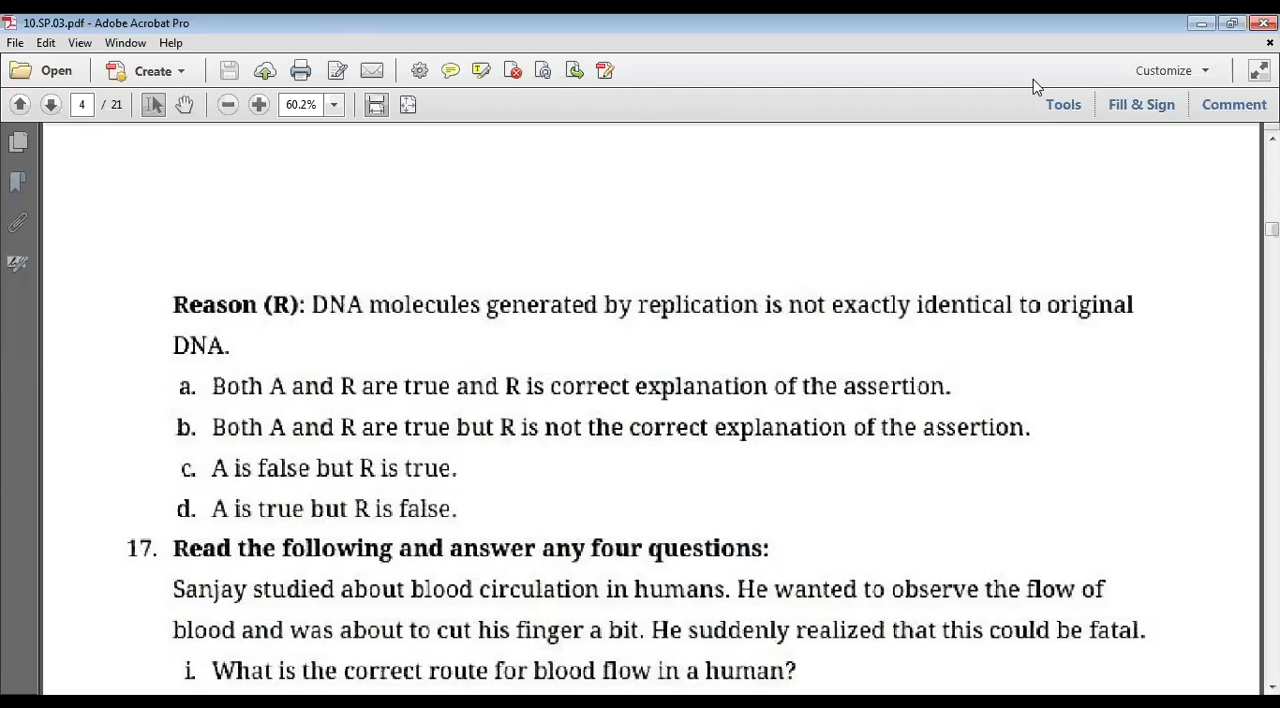 10.SP.03.pdf - Adobe Acrobat Pro
File Edit View Window Help
Open Create Customize
4 / 21 60.2% Tools Fill & Sign Comment
Reason (R): DNA molecules generated by replication is not exactly identical to original
DNA.
a. Both A and R are true and R is correct explanation of the assertion.
b. Both A and R are true but R is not the correct explanation of the assertion.
c. A is false but R is true.
d. A is true but R is false.
17. Read the following and answer any four questions:
Sanjay studied about blood circulation in humans. He wanted to observe the flow of
blood and was about to cut his finger a bit. He suddenly realized that this could be fatal.
i. What is the correct route for blood flow in a human?